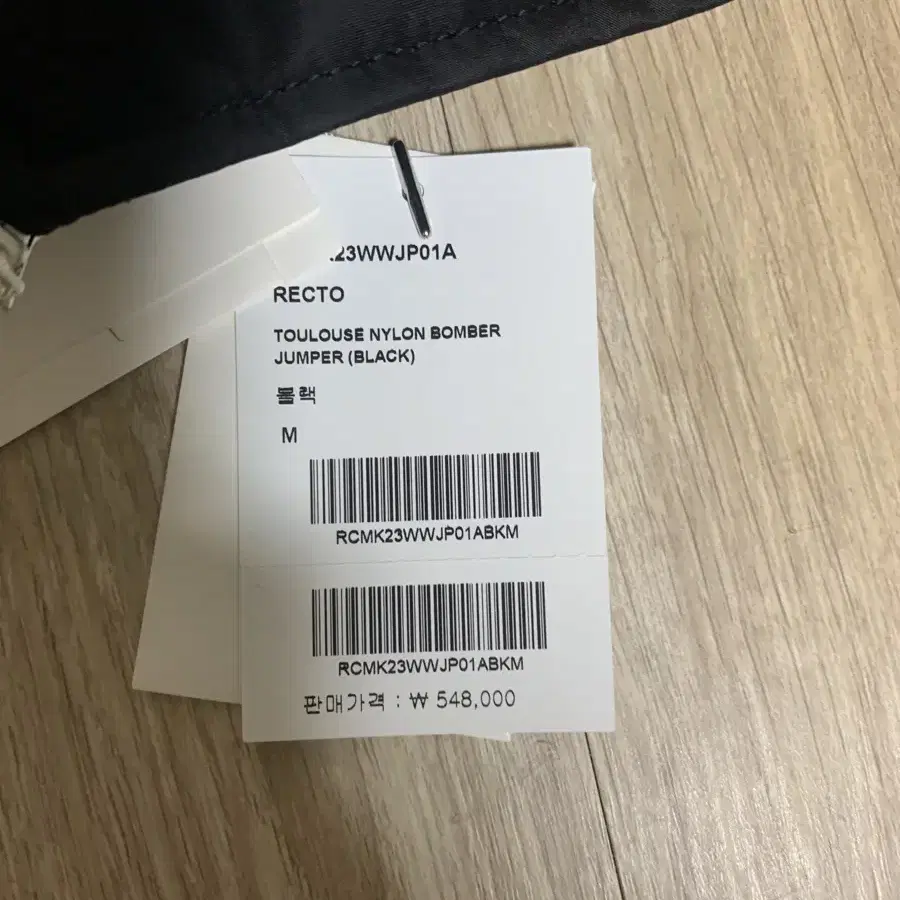 23WWJP01A
RECTO
TOULOUSE NYLON BOMBER
JUMPER (BLACK)
블랙
M
RCMK23WWJP01ABKM
RCMK23WWJP01ABKM
판매가격 : ₩ 548,000